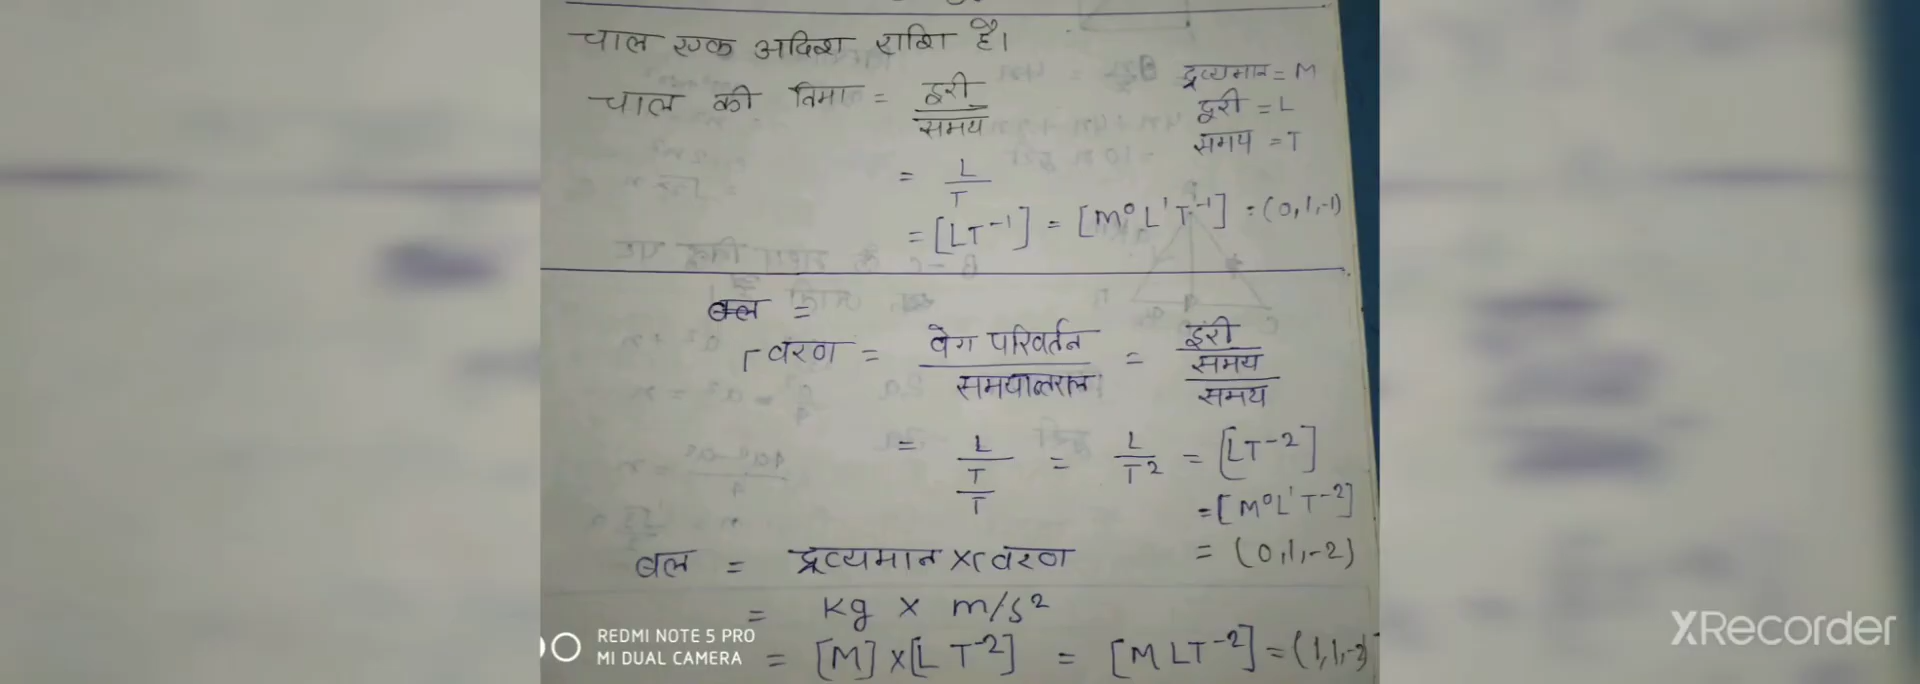 चाल एक अदिश राशि है।
द्रव्यमान = M
चाल की विमा = दूरी / समय
दूरी = L
समय = T
= L / T
= [LT⁻¹] = [M⁰L¹T⁻¹] = (0,1,-1)
बल =
त्वरण = वेग परिवर्तन / समयान्तराल = दूरी / समय / समय
= L / T / T = L / T² = [LT⁻²]
= [M⁰L¹T⁻²]
= (0,1,-2)
बल = द्रव्यमान × त्वरण
= Kg × m/s²
= [M] × [L T⁻²] = [MLT⁻²] = (1,1,-2)
REDMI NOTE 5 PRO
MI DUAL CAMERA
XRecorder